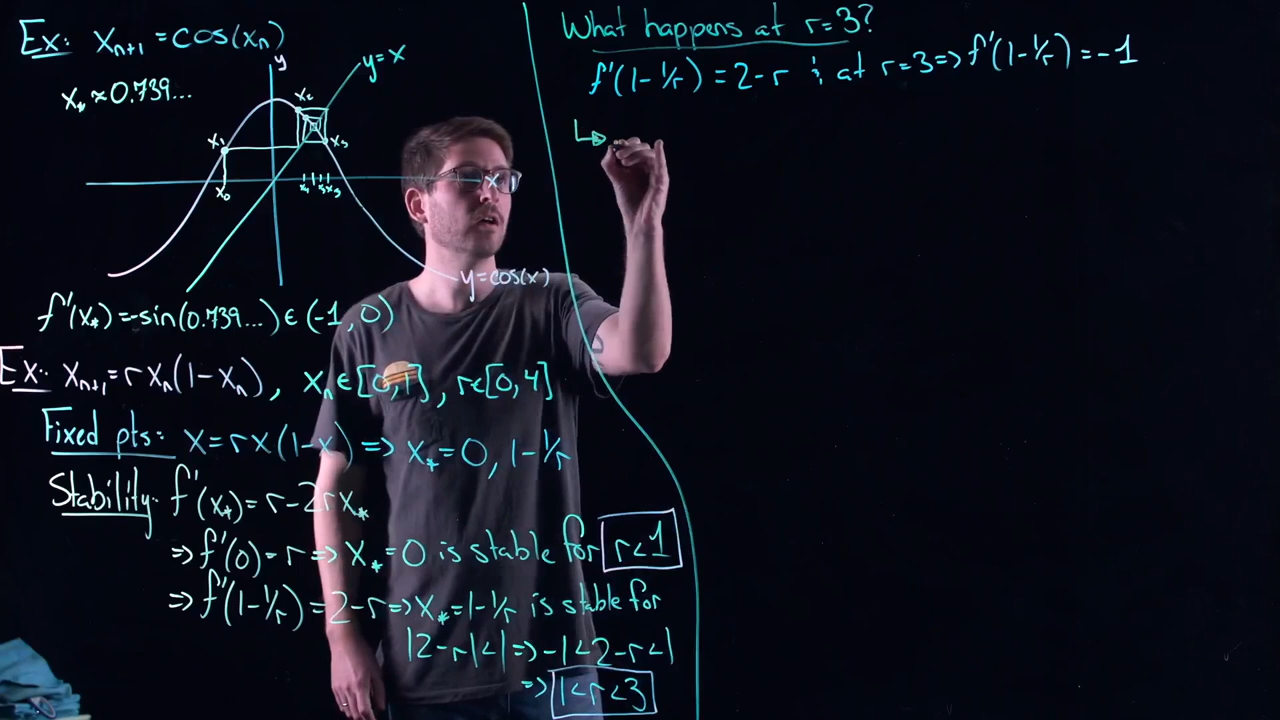 Ex: Xn+1 = cos(xn)
x* ≈ 0.739...
y
y=x
x2
x1
x3
x0
x4
x
y=cos(x)
f'(x*) = -sin(0.739...) ∈ (-1, 0)
Ex: Xn+1 = r Xn(1-Xn), Xn ∈ [0,1], r ∈ [0,4]
Fixed pts: X = rX(1-X) => X* = 0, 1-1/r
Stability: f'(X*) = r-2rX*
=> f'(0) = r => X* = 0 is stable for r<1
=> f'(1-1/r) = 2-r => X* = 1-1/r is stable for
|2-r|<1 => -1<2-r<1
=> 1<r<3
What happens at r=3?
f'(1-1/r) = 2-r & at r=3 => f'(1-1/r) = -1